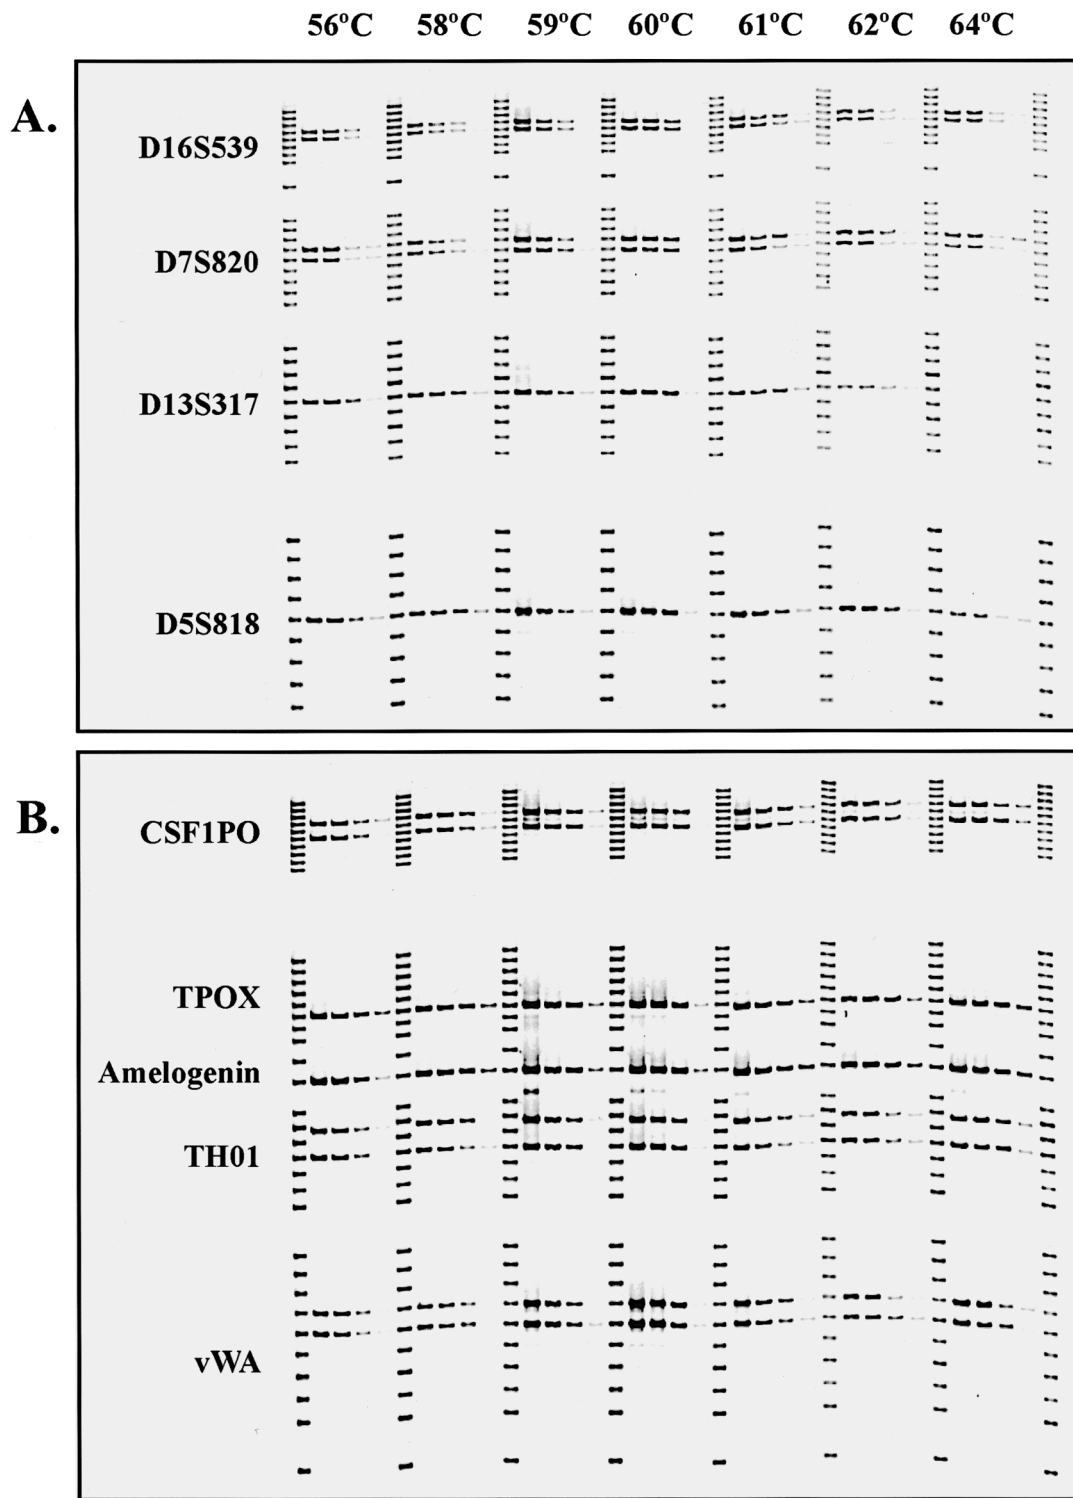 56°C 58°C 59°C 60°C 61°C 62°C 64°C
A.
D16S539
D7S820
D13S317
D5S818
B.
CSF1PO
TPOX
Amelogenin
TH01
vWA